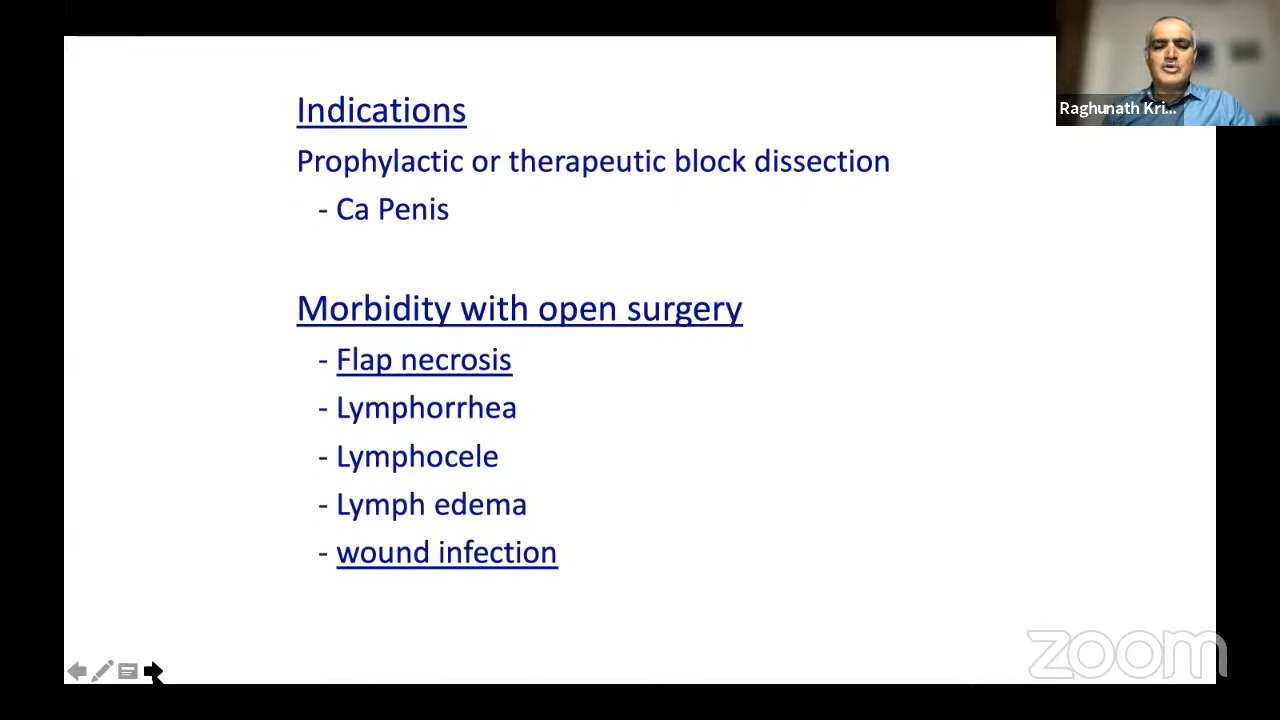 Indications
Prophylactic or therapeutic block dissection
- Ca Penis
Morbidity with open surgery
- Flap necrosis
- Lymphorrhea
- Lymphocele
- Lymph edema
- wound infection
Raghunath Kri...
zoom